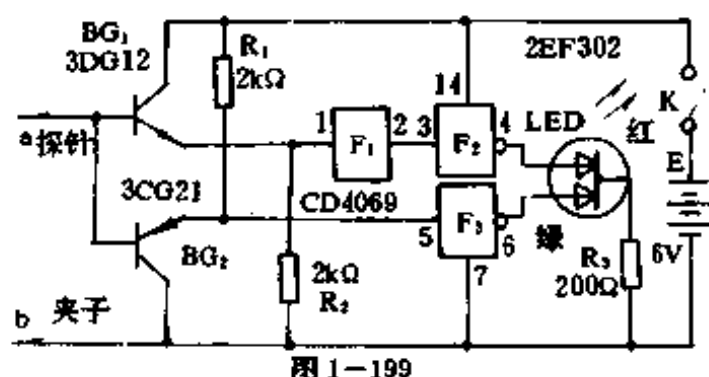 BG₁
3DG12
R₁
2kΩ
2EF302
14
a 探针
1
F₁
2
3
F₂
4
LED
红
K
3CG21
CD4069
E
5
F₃
6
绿
BG₂
2kΩ
R₂
7
R₃
200Ω
6V
b 夹子
图 1-199